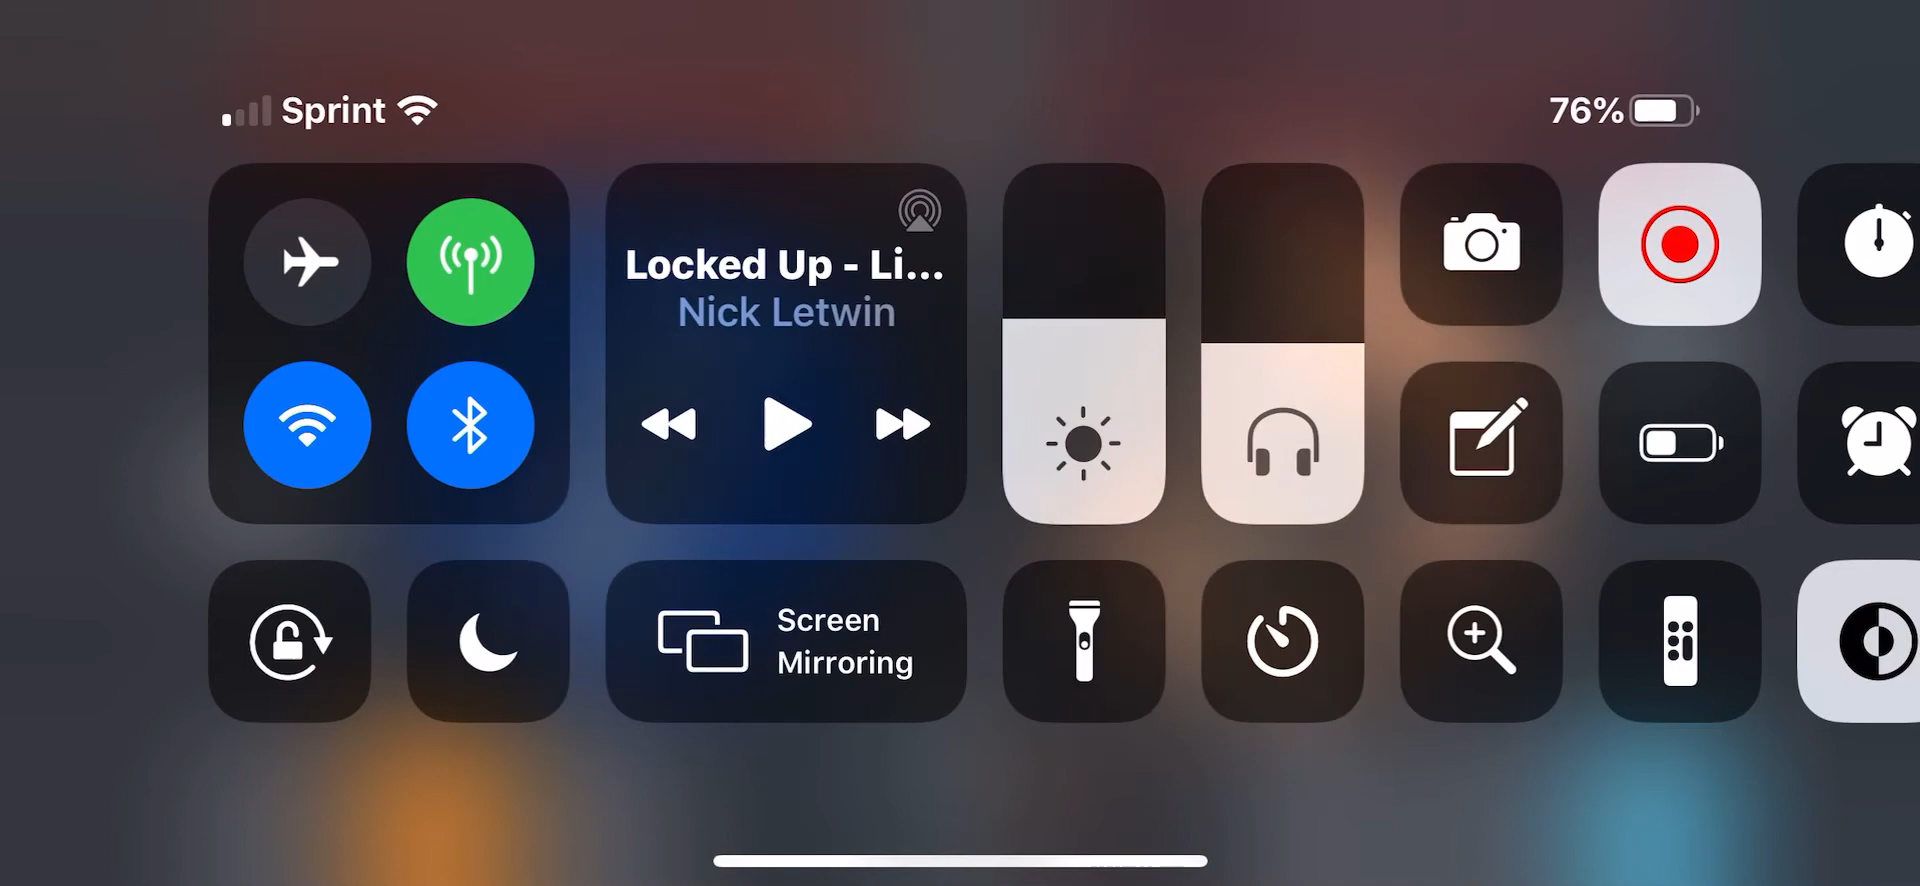 Sprint
76%
Locked Up - Li...
Nick Letwin
Screen
Mirroring